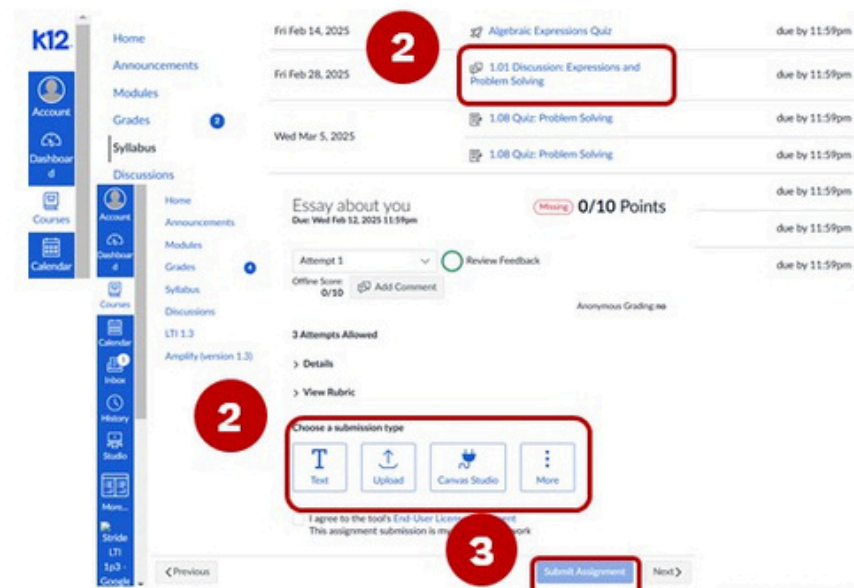 k12
Account
Dashboar
d
Courses
Calendar
Home
Announcements
Modules
Grades 2
Syllabus
Discussions
Fri Feb 14, 2025
Algebraic Expressions Quiz
due by 11:59pm
2
Fri Feb 28, 2025
1.01 Discussion: Expressions and
Problem Solving
due by 11:59pm
Wed Mar 5, 2025
1.08 Quiz: Problem Solving
due by 11:59pm
1.08 Quiz: Problem Solving
due by 11:59pm
due by 11:59pm
due by 11:59pm
due by 11:59pm
Account
Dashboard
Courses
Calendar
Inbox
1
History
Studio
More...
Stride
LTI
1p3 -
Google
Home
Announcements
Modules
Grades 4
Syllabus
Discussions
LTI 1.3
Amplify (version 1.3)
Essay about you
Due: Wed Feb 12, 2025 11:59pm
Missing 0/10 Points
Attempt 1
Review Feedback
Offline Score:
0/10
Add Comment
Anonymous Grading: no
3 Attempts Allowed
> Details
> View Rubric
2
Choose a submission type
Text
Upload
Canvas Studio
More
I agree to the tool's End-User
This assignment submission is
3
< Previous
Submit Assignment
Next >